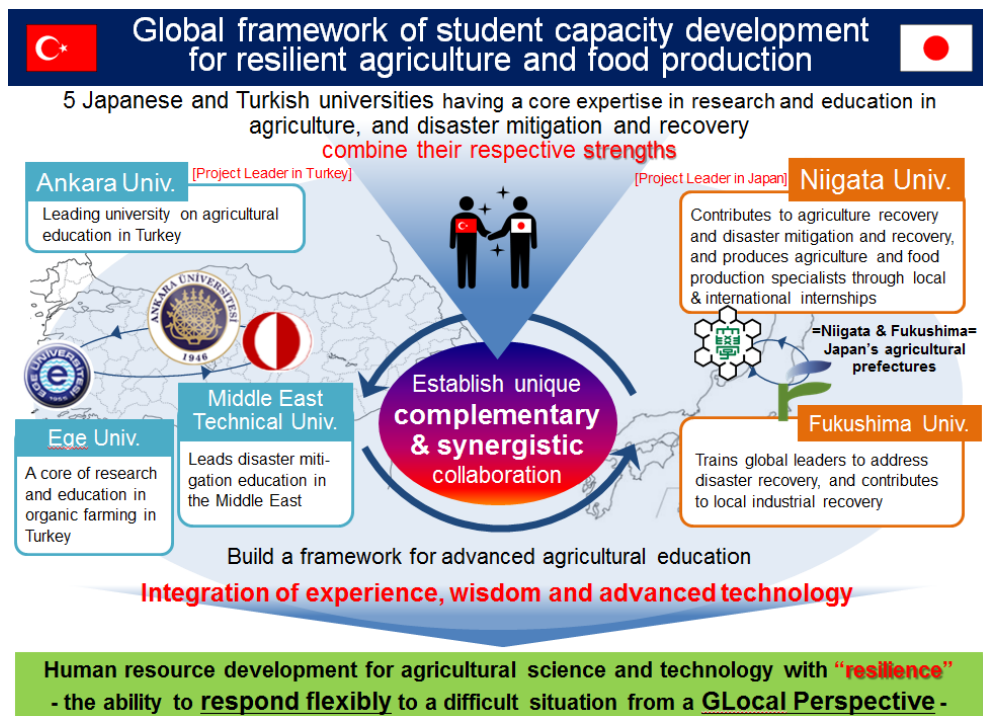 Global framework of student capacity development
for resilient agriculture and food production
5 Japanese and Turkish universities having a core expertise in research and education in
agriculture, and disaster mitigation and recovery
combine their respective strengths
Ankara Univ.
[Project Leader in Turkey]
Leading university on agricultural
education in Turkey
[Project Leader in Japan]
Niigata Univ.
Contributes to agriculture recovery
and disaster mitigation and recovery,
and produces agriculture and food
production specialists through local
& international internships
ANKARA ÜNİVERSİTESİ
1946
EGE ÜNİVERSİTESİ
e
1955
=Niigata & Fukushima=
Japan's agricultural
prefectures
Establish unique
complementary
& synergistic
collaboration
Middle East
Technical Univ.
Leads disaster miti-
gation education in
the Middle East
Ege Univ.
A core of research
and education in
organic farming in
Turkey
Fukushima Univ.
Trains global leaders to address
disaster recovery, and contributes
to local industrial recovery
Build a framework for advanced agricultural education
Integration of experience, wisdom and advanced technology
Human resource development for agricultural science and technology with “resilience”
- the ability to respond flexibly to a difficult situation from a GLocal Perspective -